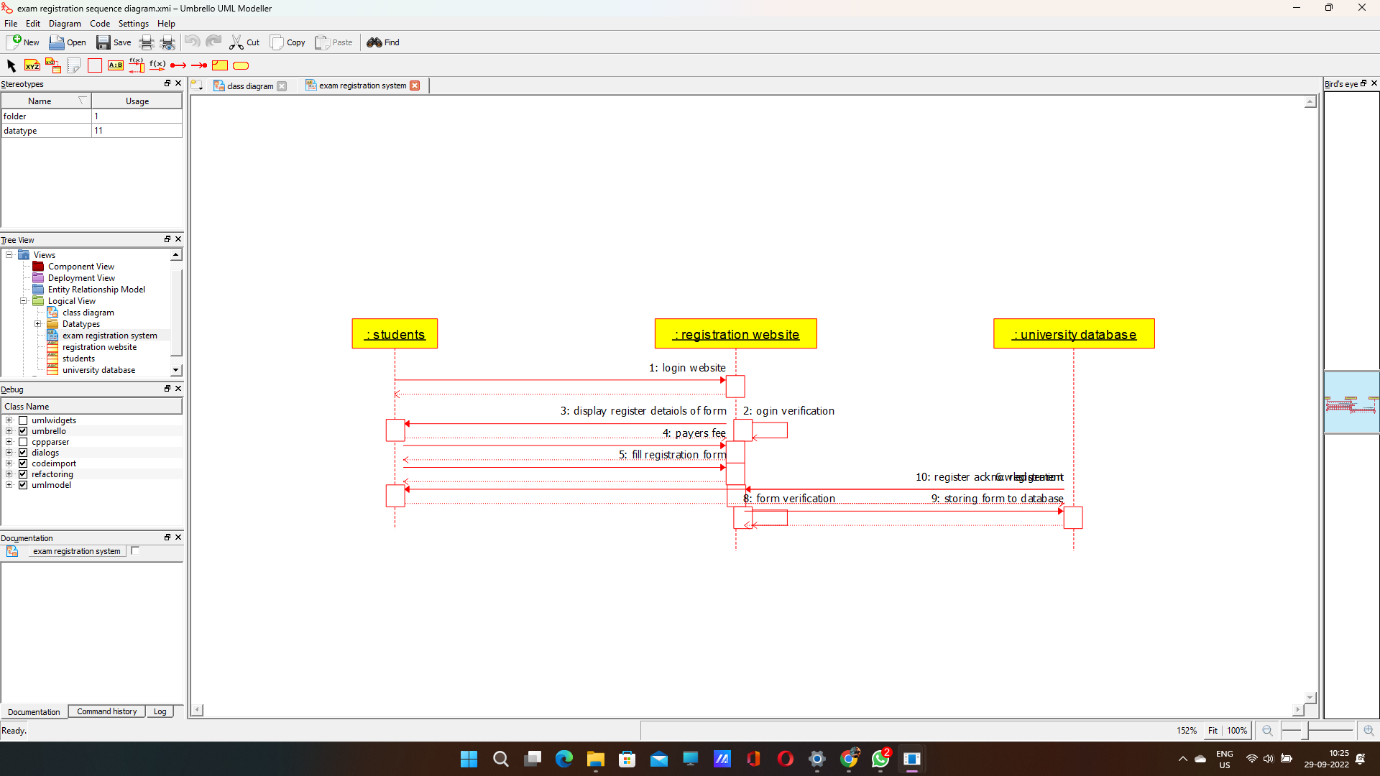 exam registration sequence diagram.xmi – Umbrello UML Modeller
File Edit Diagram Code Settings Help
New Open Save Cut Copy Paste Find
XYZ A:B f(x) f(x)
Stereotypes
class diagram exam registration system
Bird's eye
Name Usage
folder 1
datatype 11
Tree View
Views
Component View
Deployment View
Entity Relationship Model
Logical View
class diagram
Datatypes
exam registration system
registration website
students
university database
Debug
Class Name
umlwidgets
umbrello
cppparser
dialogs
codeimport
refactoring
umlmodel
Documentation
exam registration system
Documentation Command history Log
: students : registration website : university database
1: login website
3: display register detaiols of form 2: ogin verification
4: payers fee
5: fill registration form
10: register acknowledgement
8: form verification 9: storing form to database
Ready.
152% Fit 100%
2
ENG
US
10:25
29-09-2022